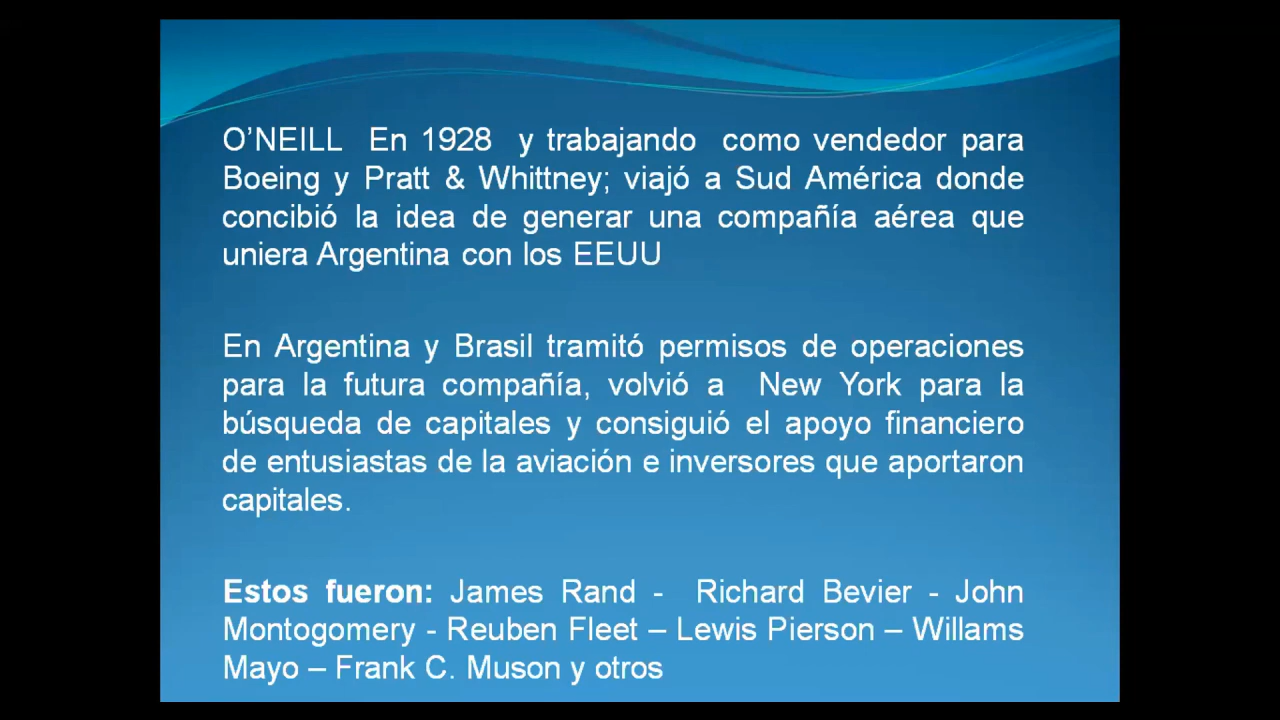 O’NEILL En 1928 y trabajando como vendedor para
Boeing y Pratt & Whittney; viajó a Sud América donde
concibió la idea de generar una compañía aérea que
uniera Argentina con los EEUU
En Argentina y Brasil tramitó permisos de operaciones
para la futura compañía, volvió a New York para la
búsqueda de capitales y consiguió el apoyo financiero
de entusiastas de la aviación e inversores que aportaron
capitales.
Estos fueron: James Rand - Richard Bevier - John
Montogomery - Reuben Fleet – Lewis Pierson – Willams
Mayo – Frank C. Muson y otros